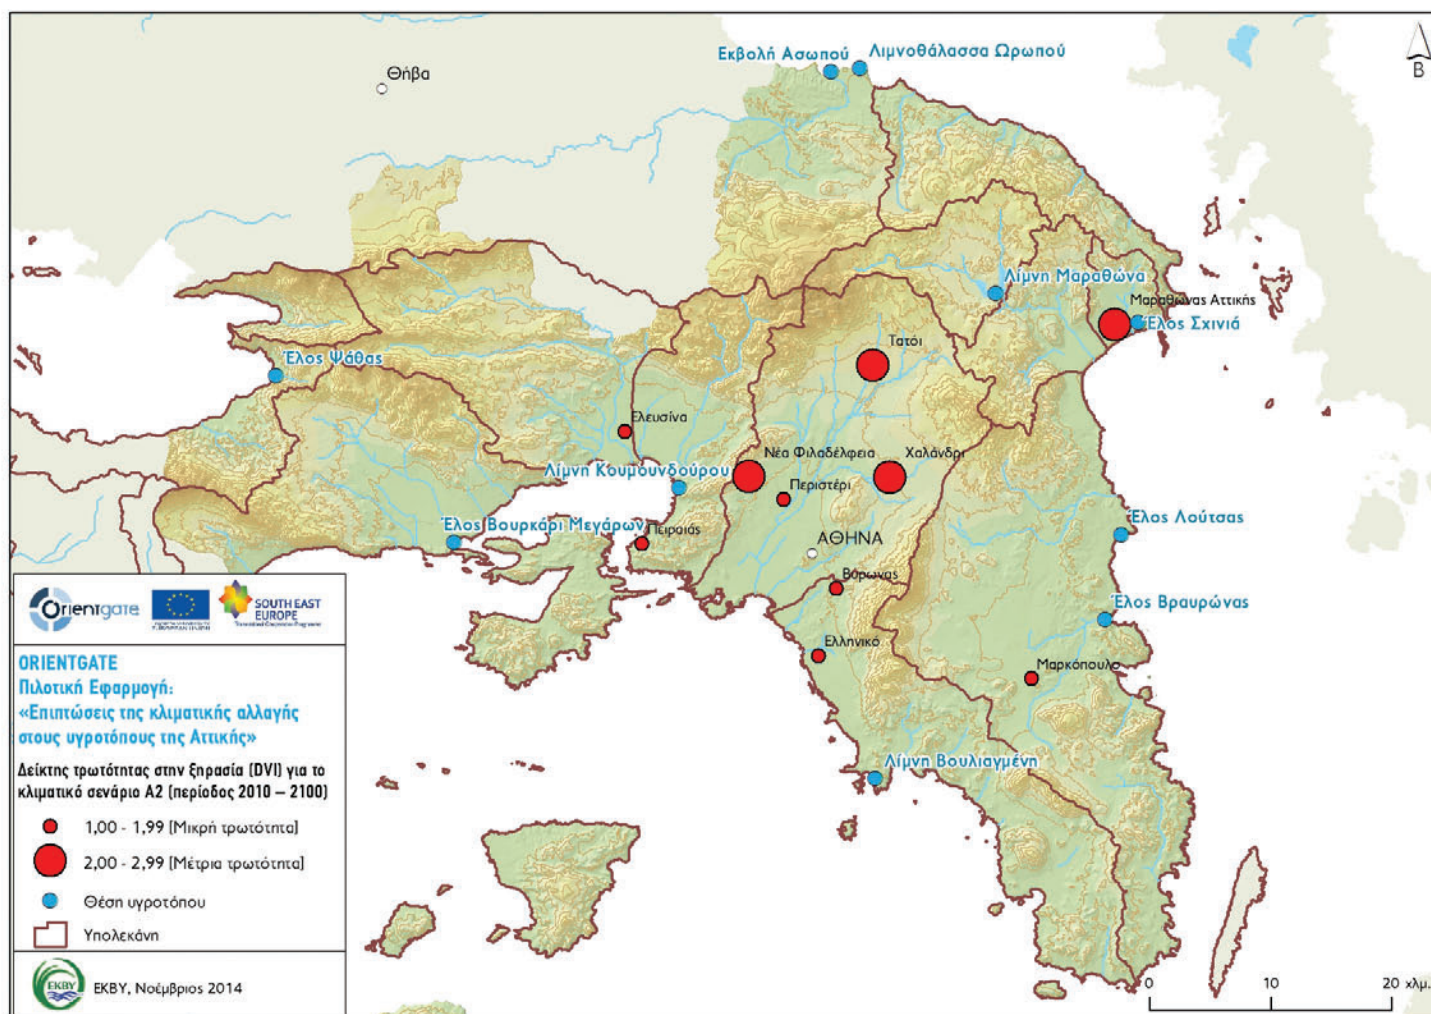 Εκβολή Ασωπού
Λιμνοθάλασσα Ωρωπού
Θήβα
Β
Λίμνη Μαραθώνα
Μαραθώνας Αττικής
Έλος Σχινιά
Τατόι
Έλος Ψάθας
Ελευσίνα
Νέα Φιλαδέλφεια
Χαλάνδρι
Λίμνη Κουμουνδούρου
Περιστέρι
Έλος Βουρκάρι Μεγάρων
Πειραιάς
ΑΘΗΝΑ
Έλος Λούτσας
Βύρωνας
Έλος Βραυρώνας
Ελληνικό
Μαρκόπουλο
Λίμνη Βουλιαγμένη
Orientgate
SOUTH EAST
EUROPE
Transnational Cooperation Programme
ORIENTGATE
Πιλοτική Εφαρμογή:
«Επιπτώσεις της κλιματικής αλλαγής
στους υγροτόπους της Αττικής»
Δείκτης τρωτότητας στην ξηρασία (DVI) για το
κλιματικό σενάριο Α2 (περίοδος 2010 – 2100)
1,00 - 1,99 [Μικρή τρωτότητα]
2,00 - 2,99 [Μέτρια τρωτότητα]
Θέση υγροτόπου
Υπολεκάνη
ΕΚΒΥ
ΕΚΒΥ, Νοέμβριος 2014
0 10 20 χλμ.